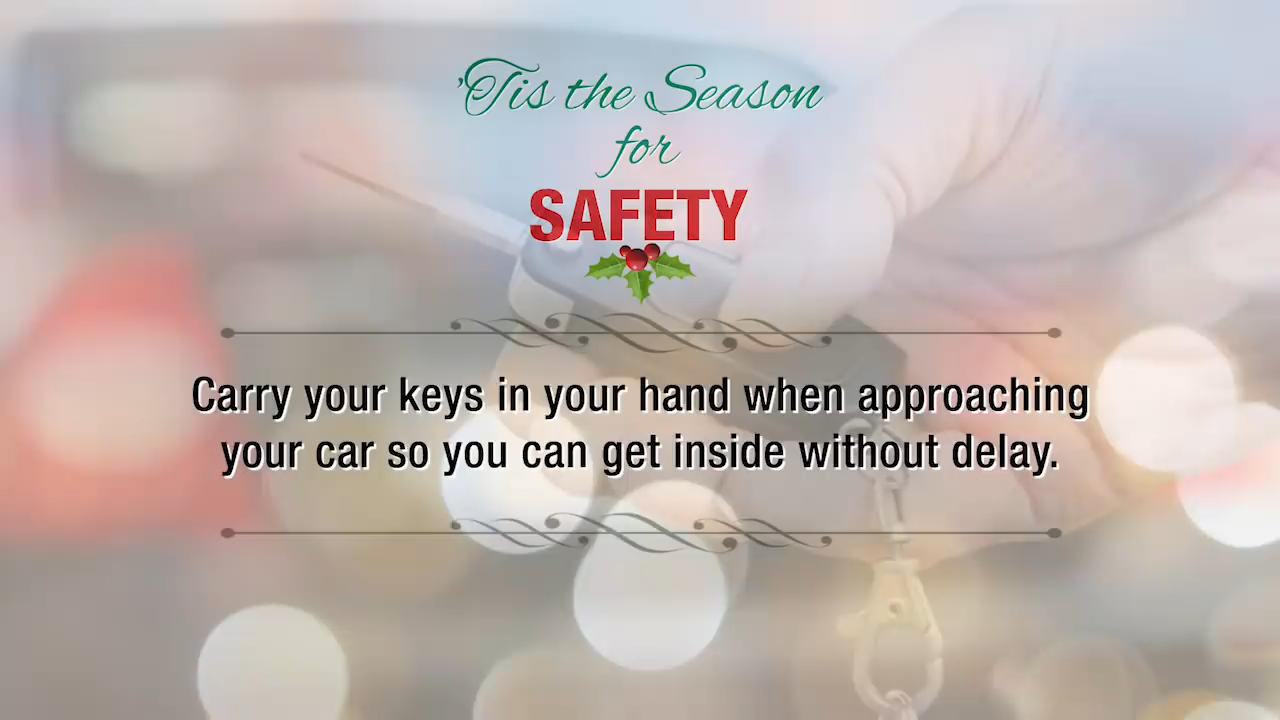 'Tis the Season
for
SAFETY
Carry your keys in your hand when approaching
your car so you can get inside without delay.